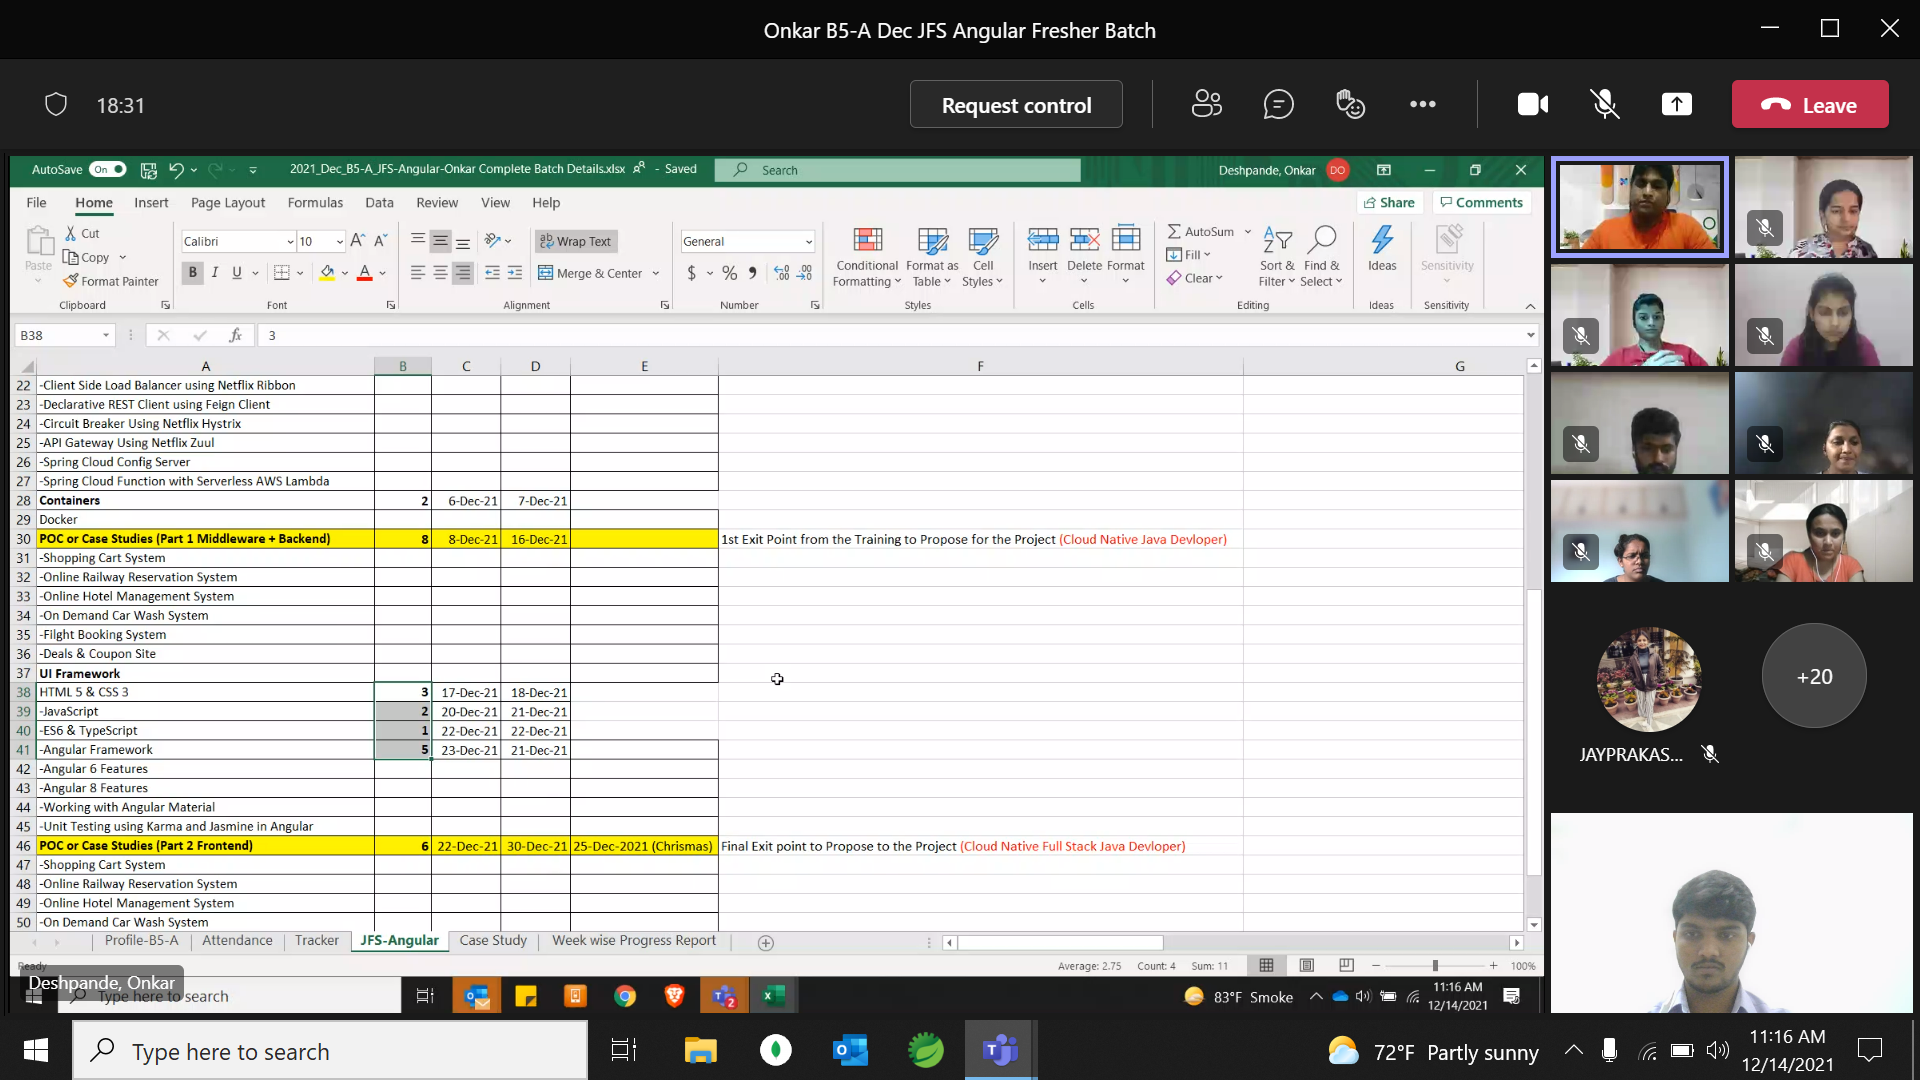 Onkar B5-A Dec JFS Angular Fresher Batch
18:31
Request control
Leave
AutoSave On
2021_Dec_B5-A_JFS-Angular-Onkar Complete Batch Details.xlsx - Saved
Search
Deshpande, Onkar DO
File Home Insert Page Layout Formulas Data Review View Help
Share Comments
Paste Cut Copy Format Painter Clipboard
Calibri 10 B I U Font
Wrap Text Merge & Center Alignment
General $ % Number
Conditional Formatting Format as Table Cell Styles Styles
Insert Delete Format Cells
AutoSum Fill Clear Sort & Filter Find & Select Editing
Ideas Ideas
Sensitivity Sensitivity
B38 fx 3
A B C D E F G
22 -Client Side Load Balancer using Netflix Ribbon
23 -Declarative REST Client using Feign Client
24 -Circuit Breaker Using Netflix Hystrix
25 -API Gateway Using Netflix Zuul
26 -Spring Cloud Config Server
27 -Spring Cloud Function with Serverless AWS Lambda
28 Containers 2 6-Dec-21 7-Dec-21
29 Docker
30 POC or Case Studies (Part 1 Middleware + Backend) 8 8-Dec-21 16-Dec-21 1st Exit Point from the Training to Propose for the Project (Cloud Native Java Devloper)
31 -Shopping Cart System
32 -Online Railway Reservation System
33 -Online Hotel Management System
34 -On Demand Car Wash System
35 -Filght Booking System
36 -Deals & Coupon Site
37 UI Framework
38 HTML 5 & CSS 3 3 17-Dec-21 18-Dec-21
39 -JavaScript 2 20-Dec-21 21-Dec-21
40 -ES6 & TypeScript 1 22-Dec-21 22-Dec-21
41 -Angular Framework 5 23-Dec-21 21-Dec-21
42 -Angular 6 Features
43 -Angular 8 Features
44 -Working with Angular Material
45 -Unit Testing using Karma and Jasmine in Angular
46 POC or Case Studies (Part 2 Frontend) 6 22-Dec-21 30-Dec-21 25-Dec-2021 (Chrismas) Final Exit point to Propose to the Project (Cloud Native Full Stack Java Devloper)
47 -Shopping Cart System
48 -Online Railway Reservation System
49 -Online Hotel Management System
50 -On Demand Car Wash System
Profile-B5-A Attendance Tracker JFS-Angular Case Study Week wise Progress Report
Ready
Average: 2.75 Count: 4 Sum: 11 100%
Deshpande, Onkar
Type here to search
83°F Smoke 11:16 AM
12/14/2021
+20
JAYPRAKAS...
Type here to search
72°F Partly sunny 11:16 AM
12/14/2021